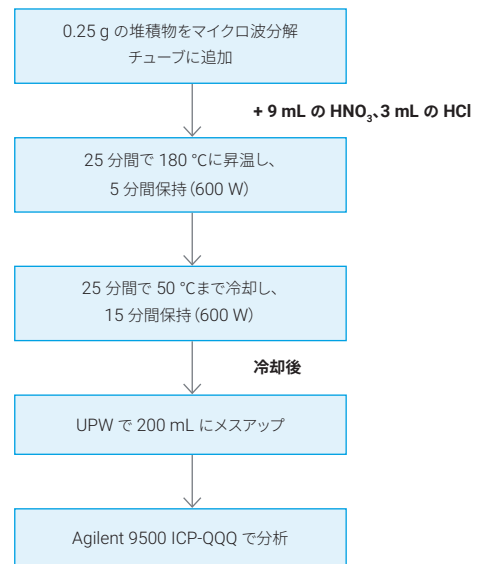 0.25 g の堆積物をマイクロ波分解
チューブに追加
+ 9 mL の HNO₃、3 mL の HCl
25 分間で 180 ℃に昇温し、
5 分間保持（600 W）
25 分間で 50 ℃まで冷却し、
15 分間保持（600 W）
冷却後
UPW で 200 mL にメスアップ
Agilent 9500 ICP-QQQ で分析